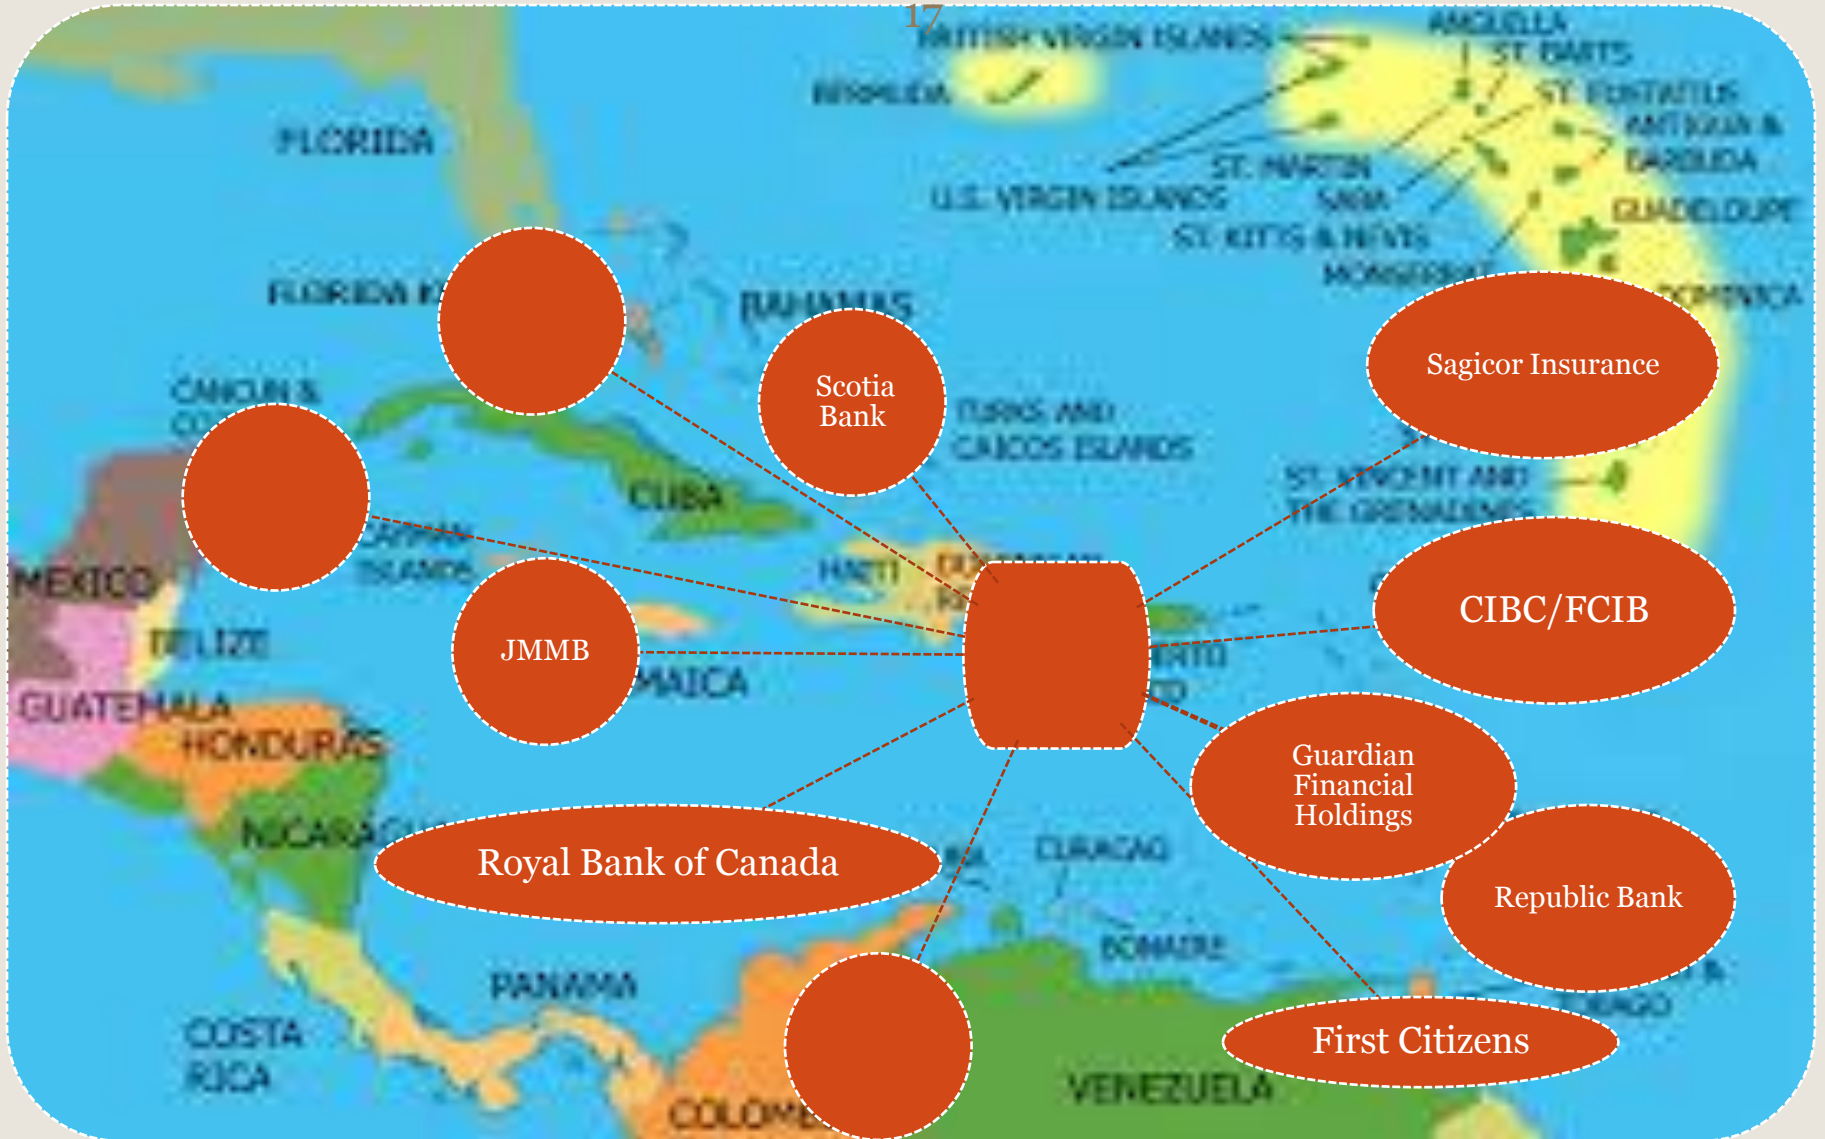 17
BRITISH VIRGIN ISLANDS
ANGUILLA
ST. BARTS
BERMUDA
ST. EUSTATIUS
ANTIGUA &
BARBUDA
FLORIDA
ST. MARTIN
U.S. VIRGIN ISLANDS
SABA
GUADELOUPE
ST. KITTS & NEVIS
FLORIDA
BAHAMAS
DOMINICA
Scotia
Bank
Sagicor Insurance
CANCUN &
TURKS AND
CAICOS ISLANDS
ST. VINCENT AND
THE GRENADINES
CUBA
CAYMAN
ISLANDS
HAITI
MEXICO
CIBC/FCIB
BELIZE
JMMB
MAICA
GUATEMALA
HONDURAS
Guardian
Financial
Holdings
NICARAGU
CURACAO
Royal Bank of Canada
Republic Bank
BONAIRE
PANAMA
&
COSTA
RICA
First Citizens
VENEZUELA
COLOM